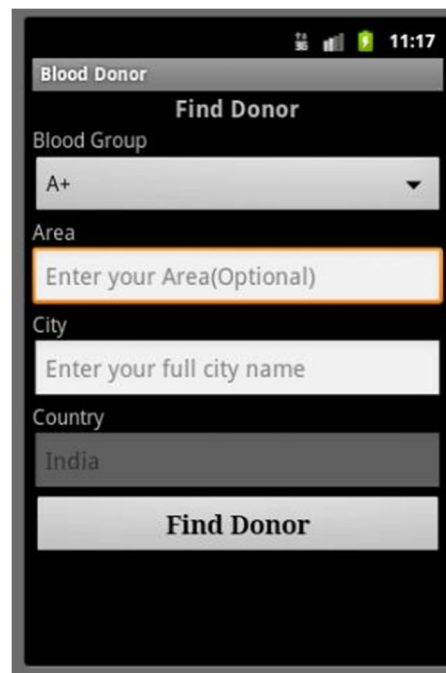 3G 11:17
Blood Donor
Find Donor
Blood Group
A+
Area
Enter your Area(Optional)
City
Enter your full city name
Country
India
Find Donor